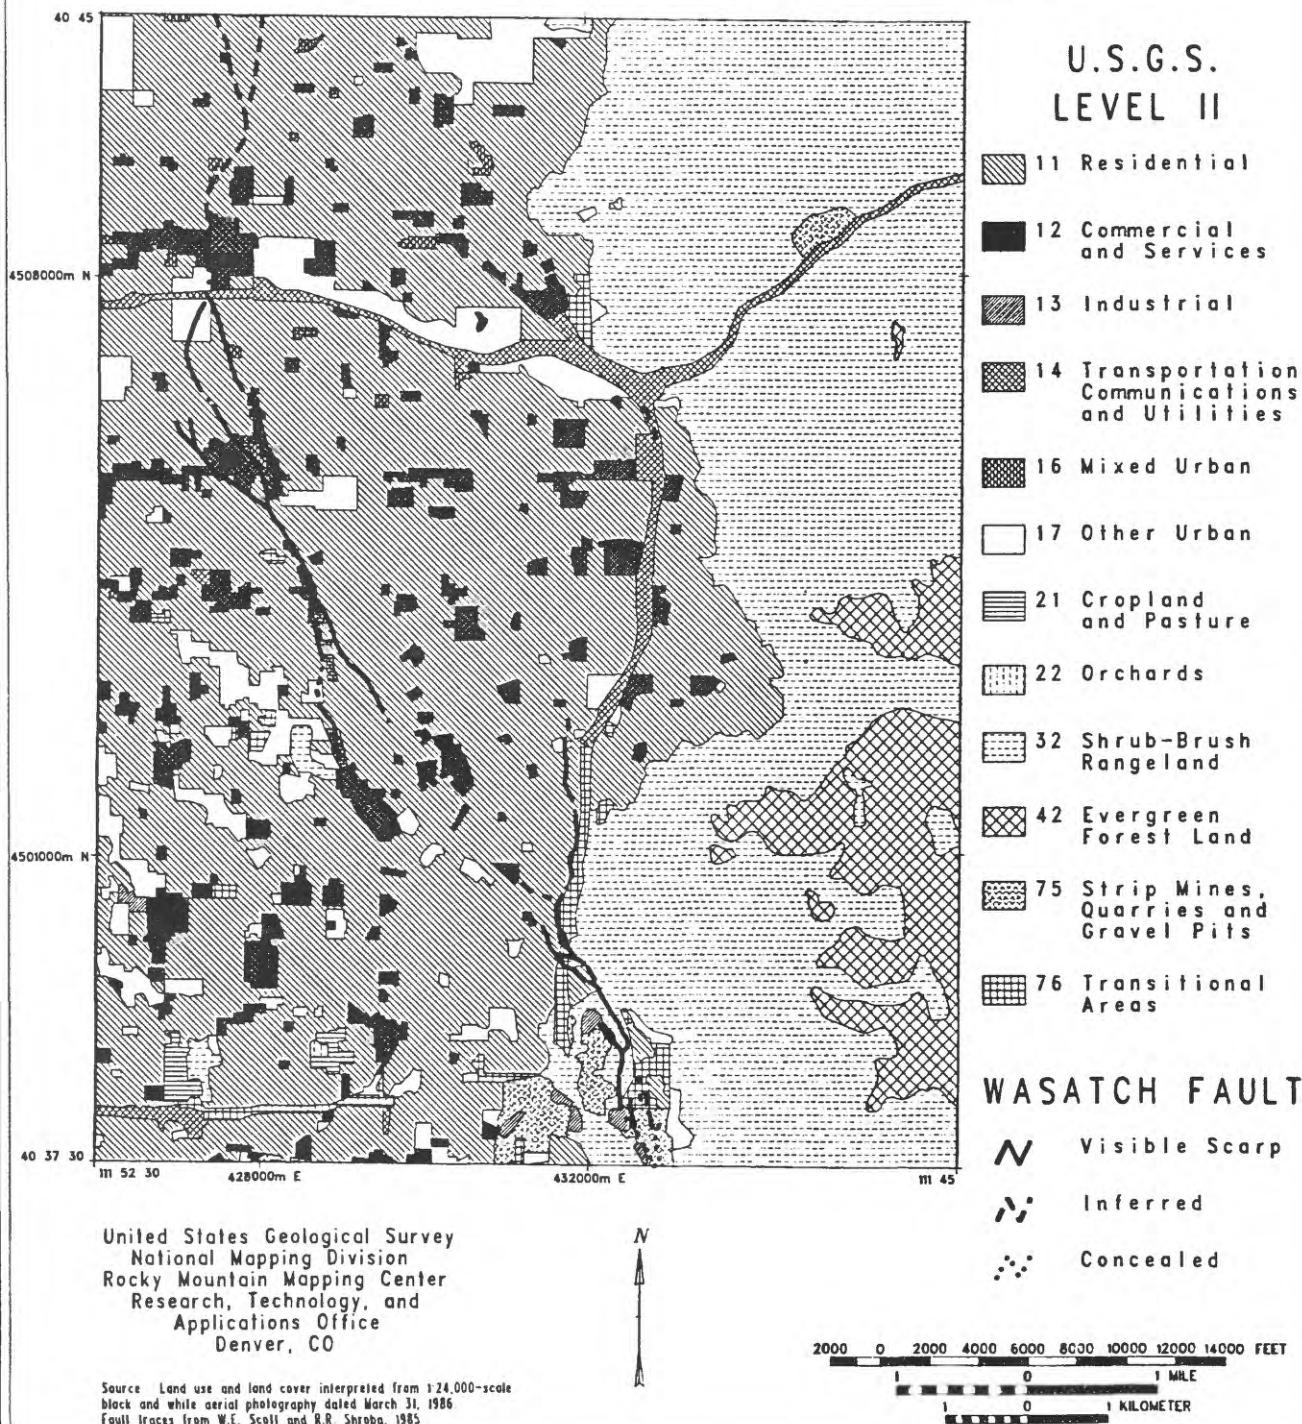 40 45
4508000m N
4501000m N
40 37 30
111 52 30
428000m E
432000m E
111 45
U.S.G.S.
LEVEL II
11 Residential
12 Commercial
and Services
13 Industrial
14 Transportation
Communications
and Utilities
16 Mixed Urban
17 Other Urban
21 Cropland
and Pasture
22 Orchards
32 Shrub-Brush
Rangeland
42 Evergreen
Forest Land
75 Strip Mines,
Quarries and
Gravel Pits
76 Transitional
Areas
WASATCH FAULT
Visible Scarp
Inferred
Concealed
United States Geological Survey
National Mapping Division
Rocky Mountain Mapping Center
Research, Technology, and
Applications Office
Denver, CO
N
Source Land use and land cover interpreted from 1:24,000-scale
black and white aerial photography dated March 31, 1986
Fault traces from W.E. Scott and R.R. Shroba, 1985
2000 0 2000 4000 6000 8000 10000 12000 14000 FEET
1 0 1 MILE
1 0 1 KILOMETER